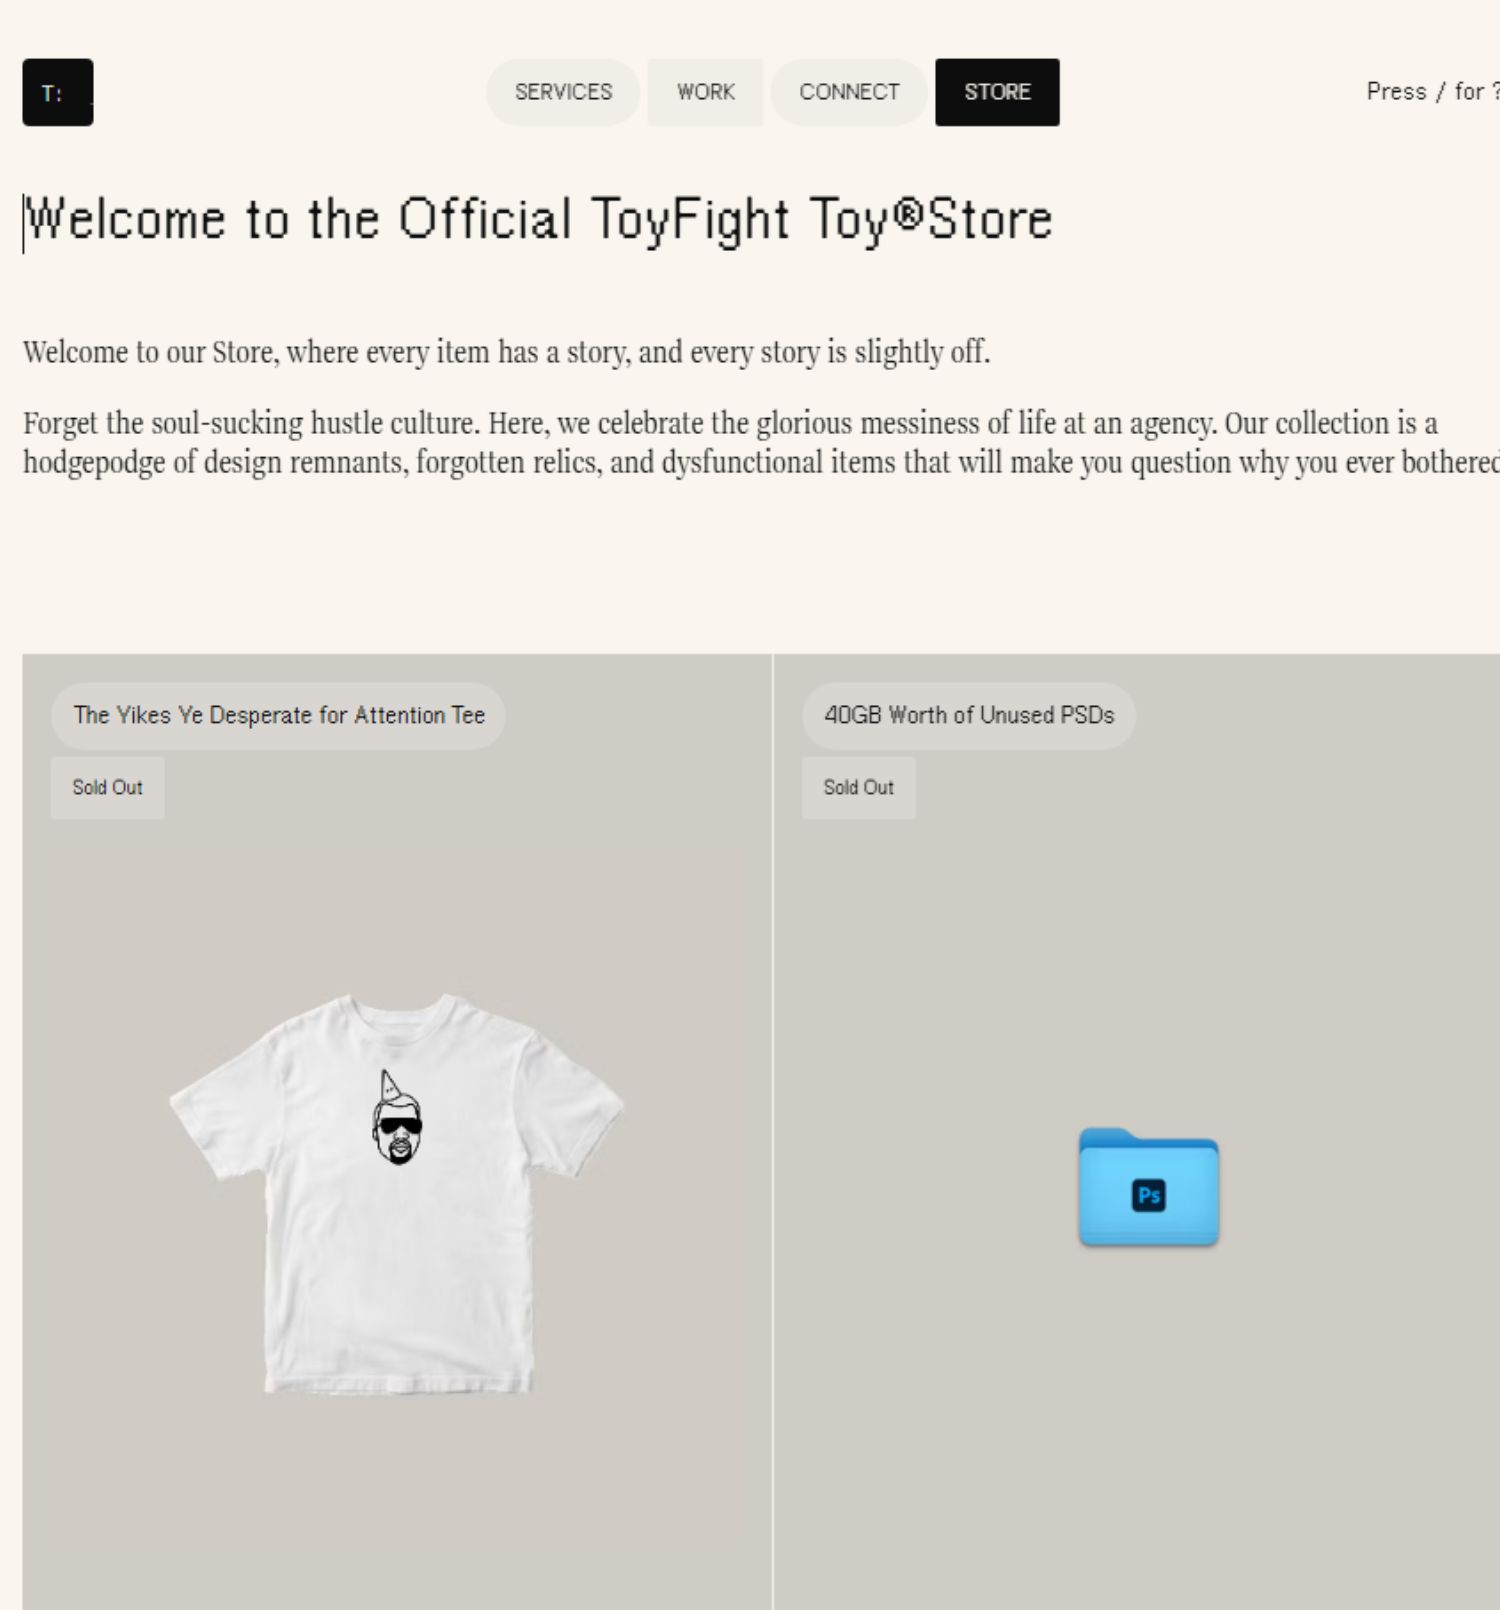 T:
SERVICES
WORK
CONNECT
STORE
Press / for ?
Welcome to the Official ToyFight Toy®Store
Welcome to our Store, where every item has a story, and every story is slightly off.
Forget the soul-sucking hustle culture. Here, we celebrate the glorious messiness of life at an agency. Our collection is a
hodgepodge of design remnants, forgotten relics, and dysfunctional items that will make you question why you ever bothered
The Yikes Ye Desperate for Attention Tee
Sold Out
40GB Worth of Unused PSDs
Sold Out
Ps